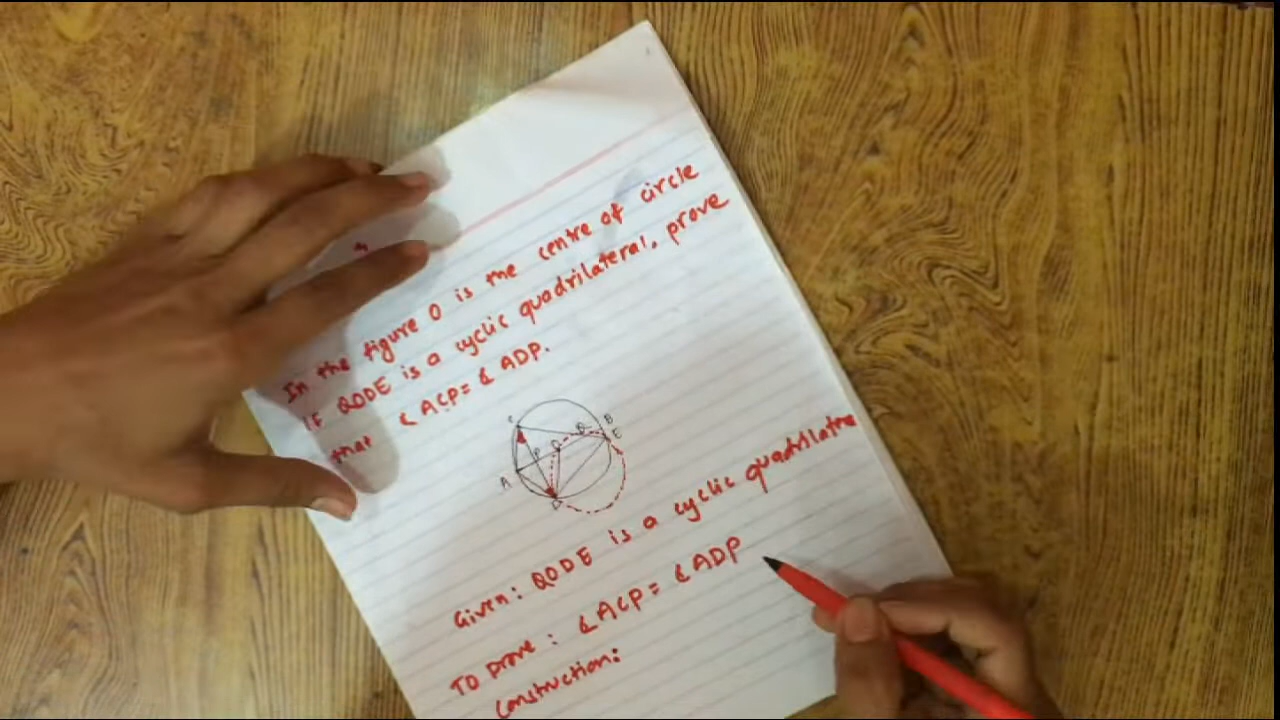 In the figure O is the centre of circle
If QODE is a cyclic quadrilateral, prove
that ∠ACP = ∠ADP.
C
B
Q
E
O
P
A
D
Given: QODE is a cyclic quadrilatra
To prove: ∠ACP = ∠ADP
Construction: